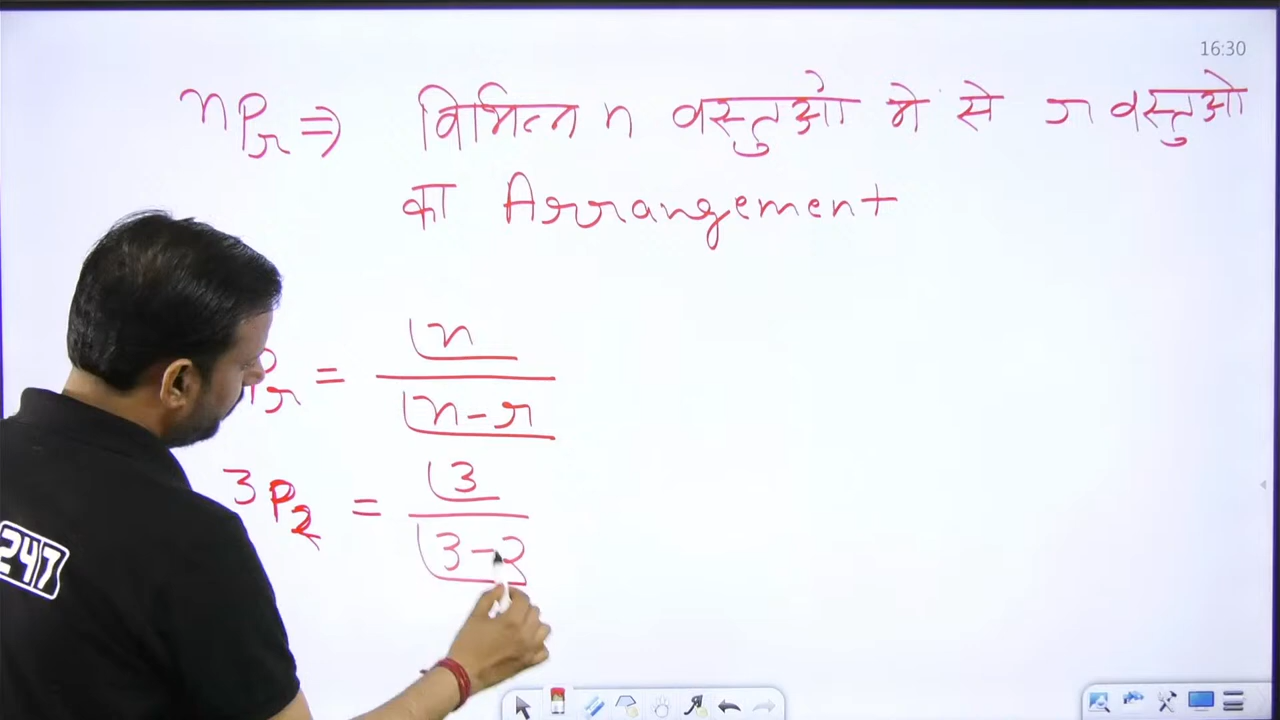 16:30
nPr ⇒ विभिन्न n वस्तुओ मे से r वस्तुओ
का Arrangement
Pr = |n / |n-r
3P2 = |3 / |3-2
247